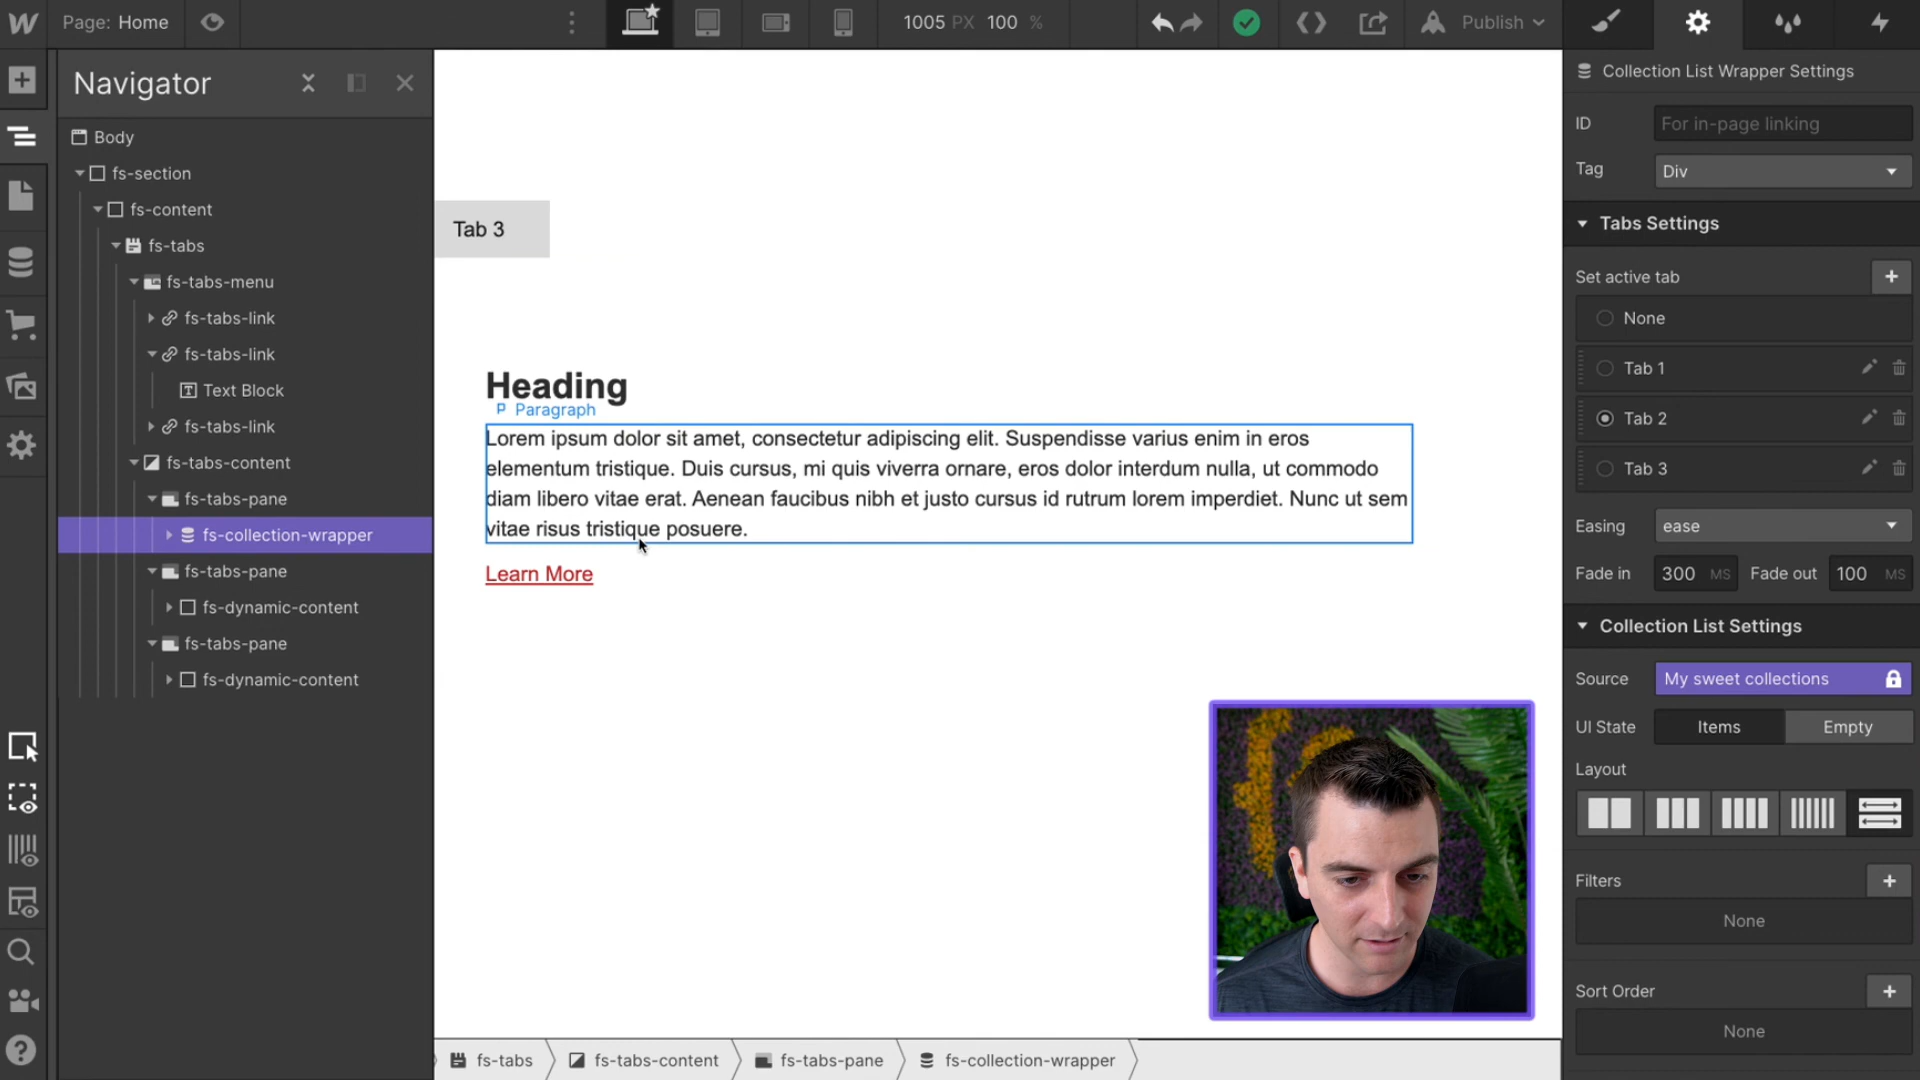 Page: Home
1005 PX 100 %
Publish
Navigator
Body
fs-section
fs-content
fs-tabs
fs-tabs-menu
fs-tabs-link
fs-tabs-link
Text Block
fs-tabs-link
fs-tabs-content
fs-tabs-pane
fs-collection-wrapper
fs-tabs-pane
fs-dynamic-content
fs-tabs-pane
fs-dynamic-content
Tab 3
Heading
Paragraph
Lorem ipsum dolor sit amet, consectetur adipiscing elit. Suspendisse varius enim in eros
elementum tristique. Duis cursus, mi quis viverra ornare, eros dolor interdum nulla, ut commodo
diam libero vitae erat. Aenean faucibus nibh et justo cursus id rutrum lorem imperdiet. Nunc ut sem
vitae risus tristique posuere.
Learn More
fs-tabs
fs-tabs-content
fs-tabs-pane
fs-collection-wrapper
Collection List Wrapper Settings
ID For in-page linking
Tag Div
Tabs Settings
Set active tab
None
Tab 1
Tab 2
Tab 3
Easing ease
Fade in 300 MS Fade out 100 MS
Collection List Settings
Source My sweet collections
UI State Items Empty
Layout
Filters
None
Sort Order
None